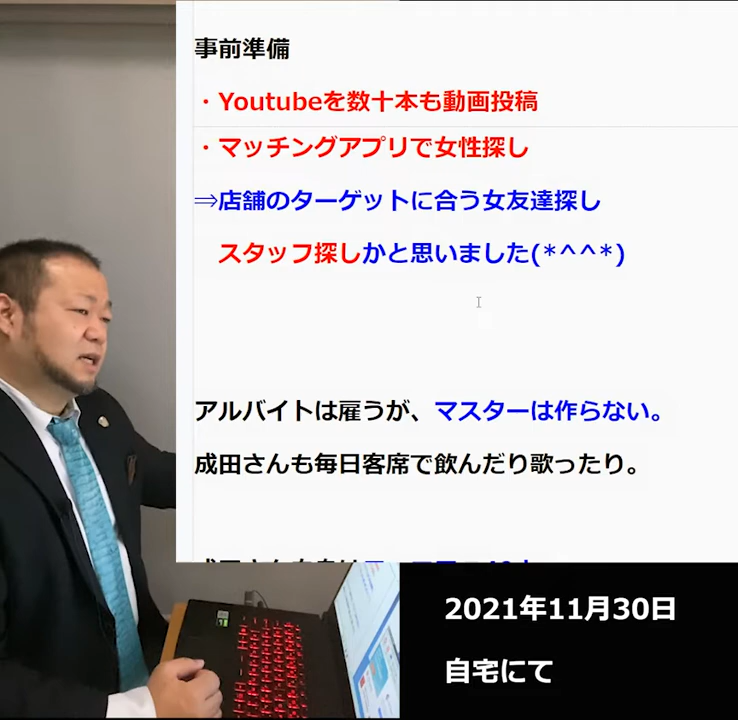 事前準備
・Youtubeを数十本も動画投稿
・マッチングアプリで女性探し
⇒店舗のターゲットに合う女友達探し
スタッフ探しかと思いました(*^^*)
アルバイトは雇うが、マスターは作らない。
成田さんも毎日客席で飲んだり歌ったり。
2021年11月30日
自宅にて